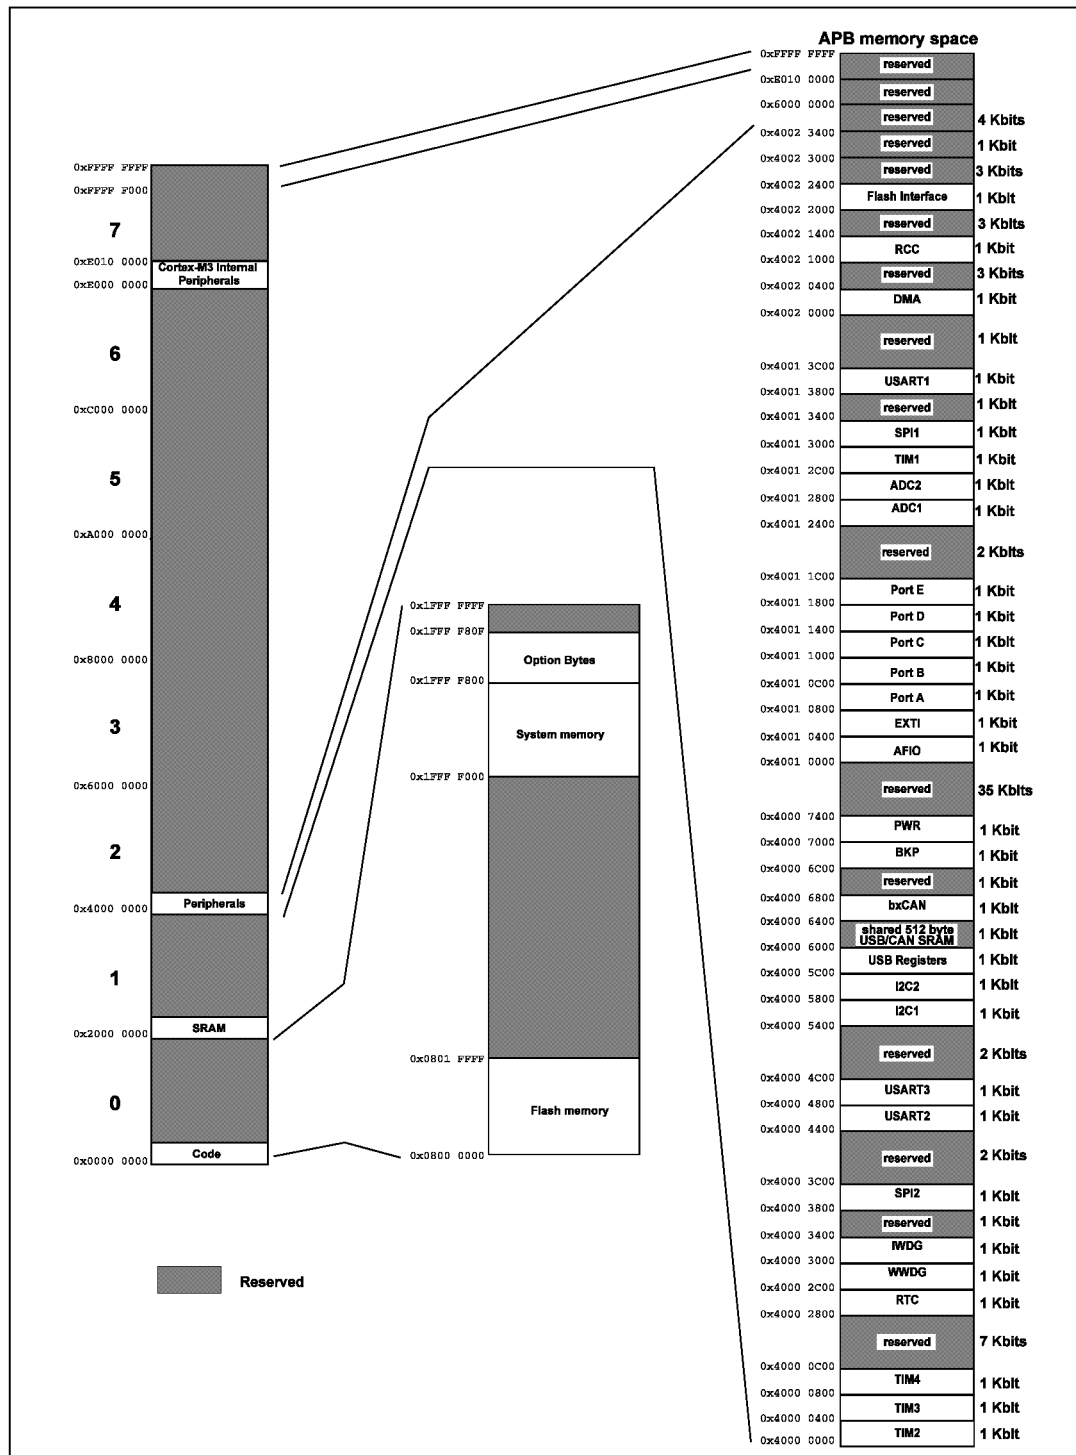 APB memory space
0xFFFF FFFF
reserved
0xE010 0000
reserved
0x6000 0000
reserved
4 Kbits
0x4002 3400
reserved
1 Kbit
0x4002 3000
reserved
3 Kbits
0x4002 2400
Flash Interface
1 Kbit
0x4002 2000
reserved
3 Kbits
0x4002 1400
RCC
1 Kbit
0x4002 1000
reserved
3 Kbits
0x4002 0400
DMA
1 Kbit
0x4002 0000
reserved
1 Kbit
0x4001 3C00
USART1
1 Kbit
0x4001 3800
reserved
1 Kbit
0x4001 3400
SPI1
1 Kbit
0x4001 3000
TIM1
1 Kbit
0x4001 2C00
ADC2
1 Kbit
0x4001 2800
ADC1
1 Kbit
0x4001 2400
reserved
2 Kbits
0x4001 1C00
Port E
1 Kbit
0x4001 1800
Port D
1 Kbit
0x4001 1400
Port C
1 Kbit
0x4001 1000
Port B
1 Kbit
0x4001 0C00
Port A
1 Kbit
0x4001 0800
EXTI
1 Kbit
0x4001 0400
AFIO
1 Kbit
0x4001 0000
reserved
35 Kbits
0x4000 7400
PWR
1 Kbit
0x4000 7000
BKP
1 Kbit
0x4000 6C00
reserved
1 Kbit
0x4000 6800
bxCAN
1 Kbit
0x4000 6400
shared 512 byte
USB/CAN SRAM
1 Kbit
0x4000 6000
USB Registers
1 Kbit
0x4000 5C00
I2C2
1 Kbit
0x4000 5800
I2C1
1 Kbit
0x4000 5400
reserved
2 Kbits
0x4000 4C00
USART3
1 Kbit
0x4000 4800
USART2
1 Kbit
0x4000 4400
reserved
2 Kbits
0x4000 3C00
SPI2
1 Kbit
0x4000 3800
reserved
1 Kbit
0x4000 3400
IWDG
1 Kbit
0x4000 3000
WWDG
1 Kbit
0x4000 2C00
RTC
1 Kbit
0x4000 2800
reserved
7 Kbits
0x4000 0C00
TIM4
1 Kbit
0x4000 0800
TIM3
1 Kbit
0x4000 0400
TIM2
1 Kbit
0x4000 0000
0xFFFF FFFF
0xFFFF F000
7
0xE010 0000
Cortex-M3 Internal
Peripherals
0xE000 0000
6
0xC000 0000
5
0xA000 0000
4
0x8000 0000
3
0x6000 0000
2
Peripherals
0x4000 0000
1
SRAM
0x2000 0000
0
Code
0x0000 0000
0x1FFF FFFF
0x1FFF F80F
Option Bytes
0x1FFF F800
System memory
0x1FFF F000
0x0801 FFFF
Flash memory
0x0800 0000
Reserved